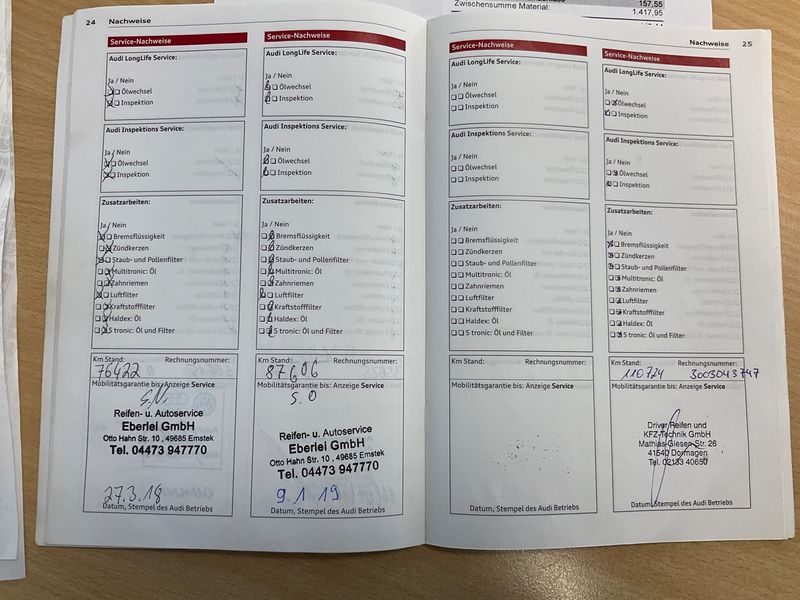 157,55
Zwischensumme Material:
1.417,95
24 Nachweise
Service-Nachweise
Audi LongLife Service:
Ja / Nein
Ölwechsel
Inspektion
Audi Inspektions Service:
Ja / Nein
Ölwechsel
Inspektion
Zusatzarbeiten:
Ja / Nein
Bremsflüssigkeit
Zündkerzen
Staub- und Pollenfilter
Multitronic: Öl
Zahnriemen
Luftfilter
Kraftstofffilter
Haldex: Öl
S tronic: Öl und Filter
Km Stand: Rechnungsnummer:
76422
Mobilitätsgarantie bis: Anzeige Service
Reifen- u. Autoservice
Eberlei GmbH
Otto Hahn Str. 10 , 49685 Emstek
Tel. 04473 947770
27.3.18
Datum, Stempel des Audi Betriebs
Service-Nachweise
Audi LongLife Service:
Ja / Nein
Ölwechsel
Inspektion
Audi Inspektions Service:
Ja / Nein
Ölwechsel
Inspektion
Zusatzarbeiten:
Ja / Nein
Bremsflüssigkeit
Zündkerzen
Staub- und Pollenfilter
Multitronic: Öl
Zahnriemen
Luftfilter
Kraftstofffilter
Haldex: Öl
S tronic: Öl und Filter
Km Stand: Rechnungsnummer:
87606
Mobilitätsgarantie bis: Anzeige Service
S.O
Reifen- u. Autoservice
Eberlei GmbH
Otto Hahn Str. 10 , 49685 Emstek
Tel. 04473 947770
9.1.19
Datum, Stempel des Audi Betriebs
Nachweise 25
Service-Nachweise
Audi LongLife Service:
Ja / Nein
Ölwechsel
Inspektion
Audi Inspektions Service:
Ja / Nein
Ölwechsel
Inspektion
Zusatzarbeiten:
Ja / Nein
Bremsflüssigkeit
Zündkerzen
Staub- und Pollenfilter
Multitronic: Öl
Zahnriemen
Luftfilter
Kraftstofffilter
Haldex: Öl
S tronic: Öl und Filter
Km Stand: Rechnungsnummer:
Mobilitätsgarantie bis: Anzeige Service
Datum, Stempel des Audi Betriebs
Service-Nachweise
Audi LongLife Service:
Ja / Nein
Ölwechsel
Inspektion
Audi Inspektions Service:
Ja / Nein
Ölwechsel
Inspektion
Zusatzarbeiten:
Ja / Nein
Bremsflüssigkeit
Zündkerzen
Staub- und Pollenfilter
Multitronic: Öl
Zahnriemen
Luftfilter
Kraftstofffilter
Haldex: Öl
S tronic: Öl und Filter
Km Stand: Rechnungsnummer:
110724 3003043747
Mobilitätsgarantie bis: Anzeige Service
Driver Reifen und
KFZ-Technik GmbH
Mathias-Giesen-Str. 26
41540 Dormagen
Tel. 02133 40650
Datum, Stempel des Audi Betriebs